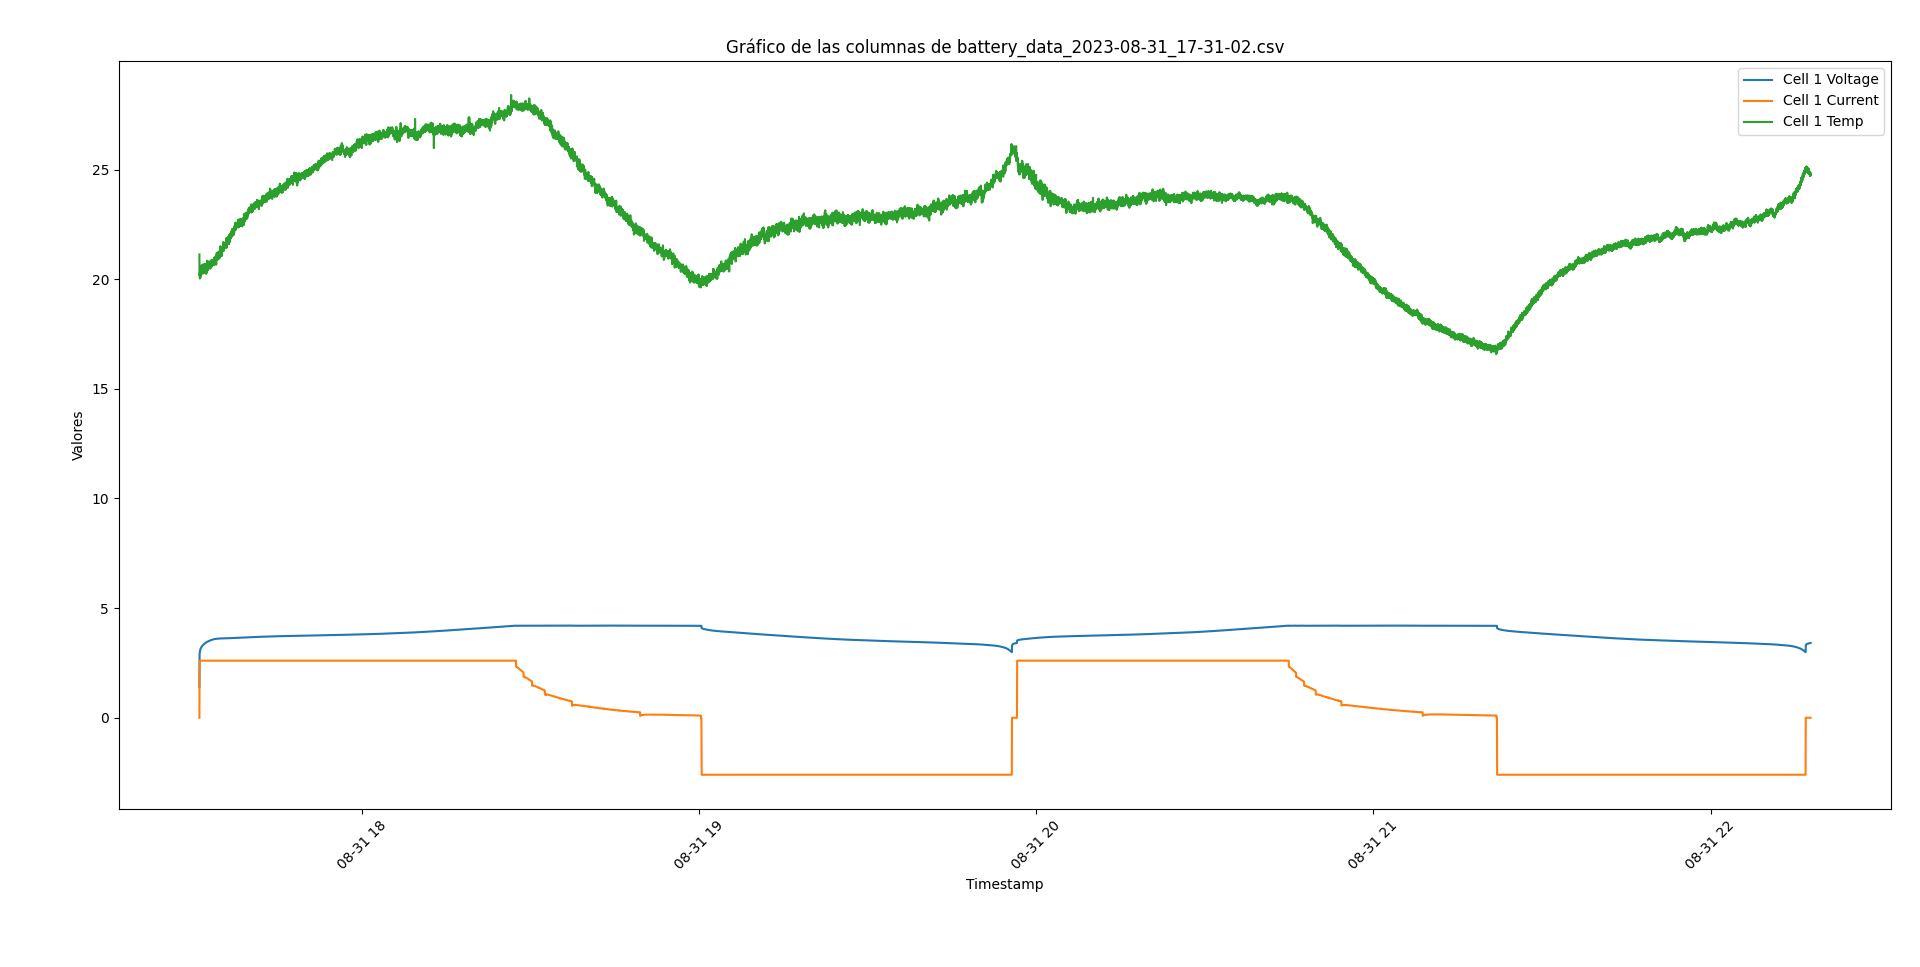 Gráfico de las columnas de battery_data_2023-08-31_17-31-02.csv
Cell 1 Voltage
Cell 1 Current
Cell 1 Temp
Valores
25
20
15
10
5
0
08-31 18
08-31 19
08-31 20
08-31 21
08-31 22
Timestamp